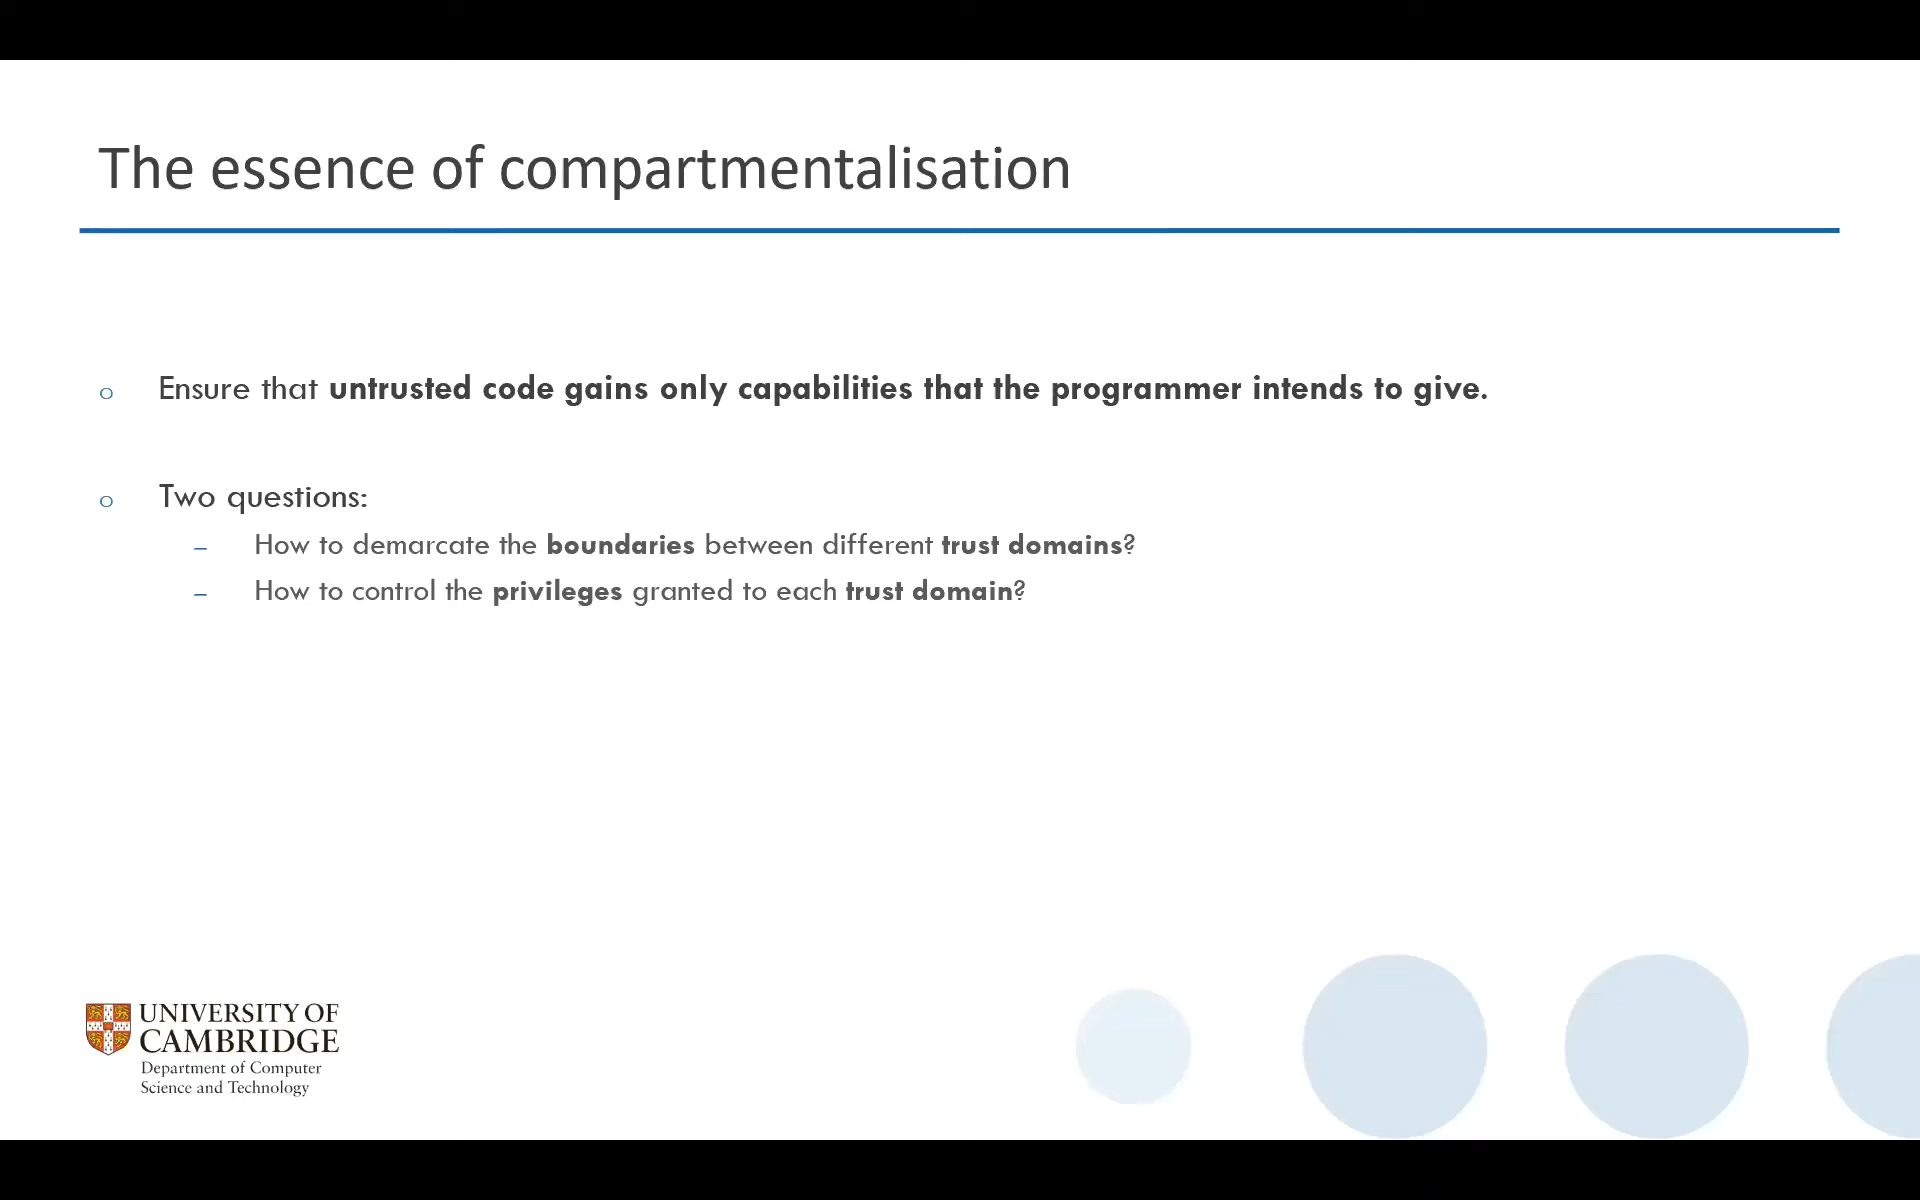 The essence of compartmentalisation
o Ensure that untrusted code gains only capabilities that the programmer intends to give.
o Two questions:
– How to demarcate the boundaries between different trust domains?
– How to control the privileges granted to each trust domain?
UNIVERSITY OF
CAMBRIDGE
Department of Computer
Science and Technology